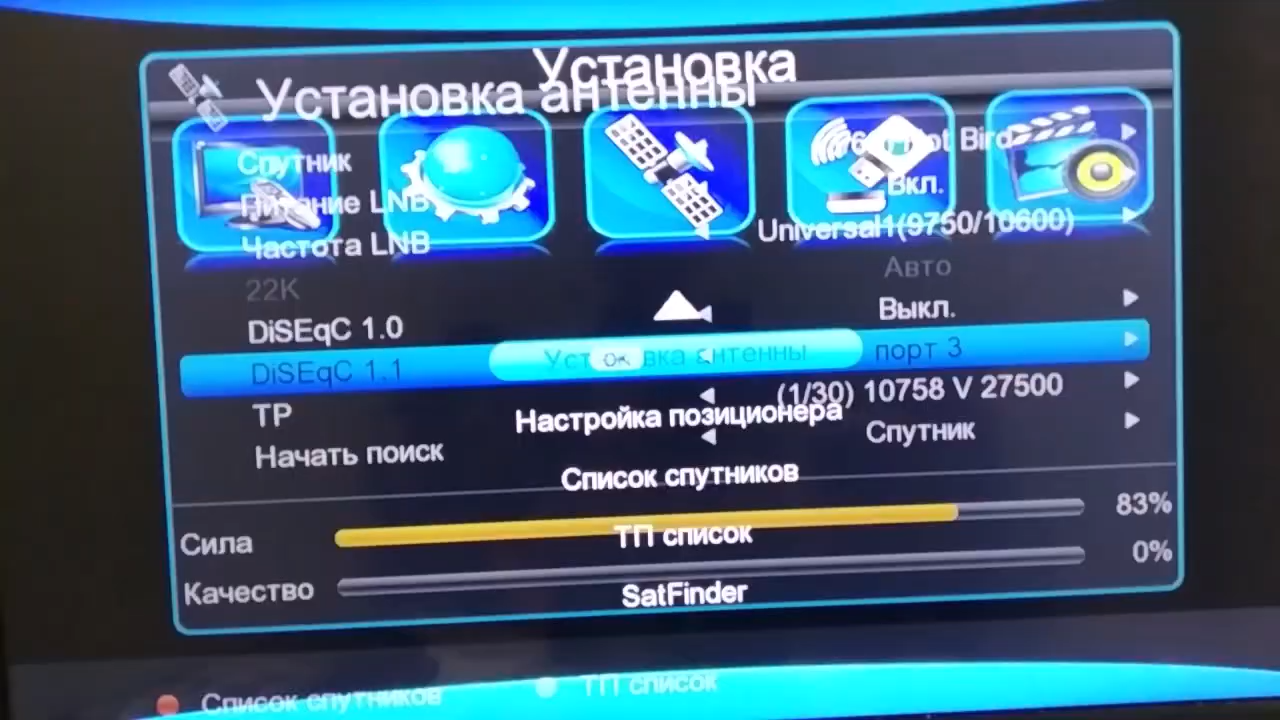 Установка
Установка антенны
Спутник
Bird
Питание LNB
Вкл.
Частота LNB
Universal1(9750/10600)
22K
Авто
DiSEqC 1.0
Выкл.
DiSEqC 1.1
Установка антенны
OK
порт 3
TP
(1/30) 10758 V 27500
Настройка позиционера
Начать поиск
Спутник
Список спутников
Сила
83%
ТП список
Качество
0%
SatFinder
Список спутников
ТП список